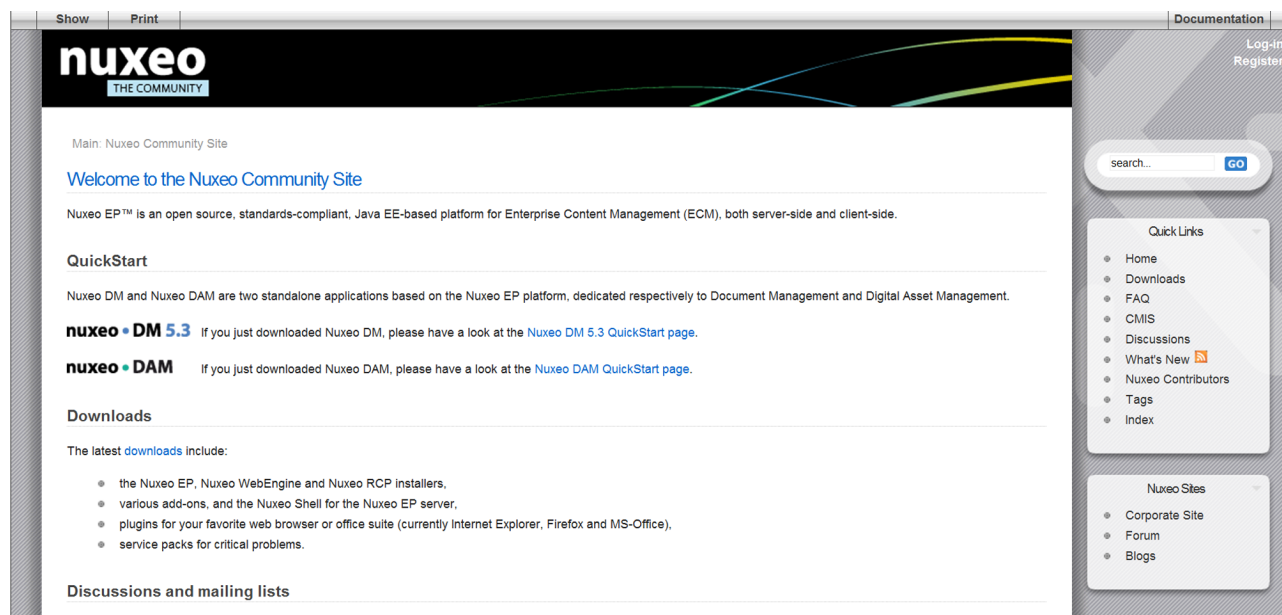 Show Print Documentation
Log-in
Register
nuxeo
THE COMMUNITY
Main: Nuxeo Community Site
Welcome to the Nuxeo Community Site
Nuxeo EP™ is an open source, standards-compliant, Java EE-based platform for Enterprise Content Management (ECM), both server-side and client-side.
QuickStart
Nuxeo DM and Nuxeo DAM are two standalone applications based on the Nuxeo EP platform, dedicated respectively to Document Management and Digital Asset Management.
nuxeo • DM 5.3 If you just downloaded Nuxeo DM, please have a look at the Nuxeo DM 5.3 QuickStart page.
nuxeo • DAM If you just downloaded Nuxeo DAM, please have a look at the Nuxeo DAM QuickStart page.
Downloads
The latest downloads include:
the Nuxeo EP, Nuxeo WebEngine and Nuxeo RCP installers,
various add-ons, and the Nuxeo Shell for the Nuxeo EP server,
plugins for your favorite web browser or office suite (currently Internet Explorer, Firefox and MS-Office),
service packs for critical problems.
Discussions and mailing lists
search... GO
Quick Links
Home
Downloads
FAQ
CMIS
Discussions
What's New
Nuxeo Contributors
Tags
Index
Nuxeo Sites
Corporate Site
Forum
Blogs